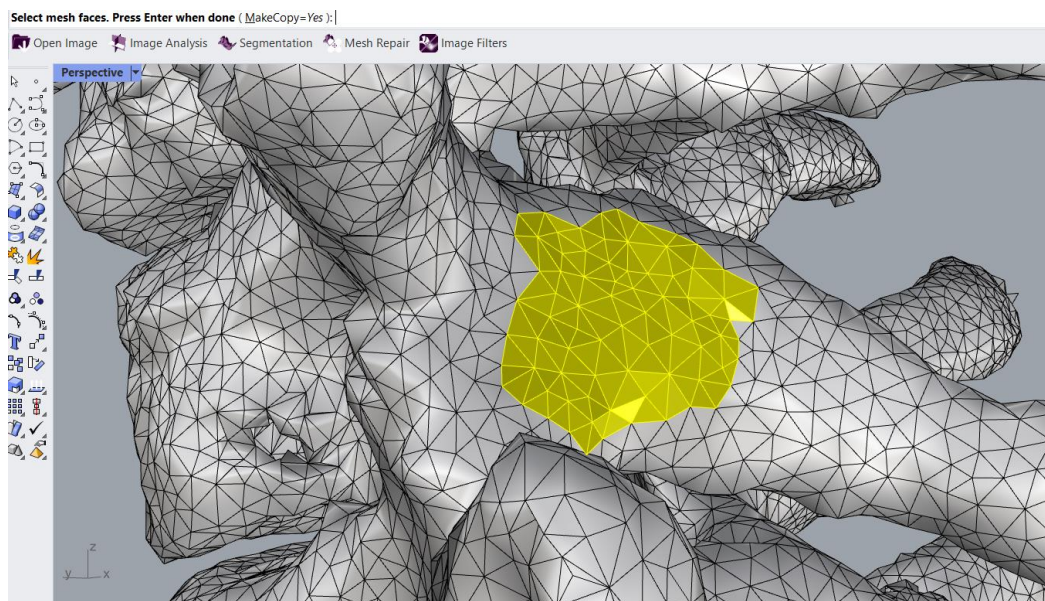 Select mesh faces. Press Enter when done ( MakeCopy=Yes ):
Open Image Image Analysis Segmentation Mesh Repair Image Filters
Perspective
z
y x